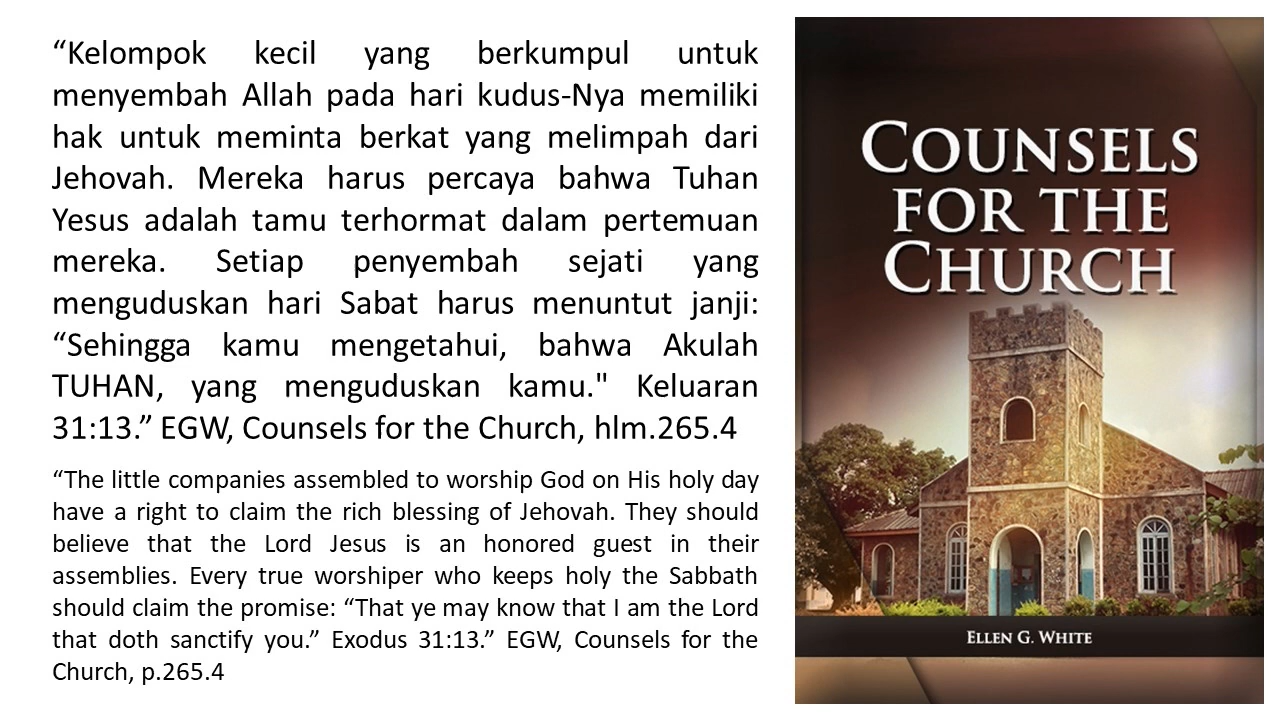 “Kelompok kecil yang berkumpul untuk
menyembah Allah pada hari kudus-Nya memiliki
hak untuk meminta berkat yang melimpah dari
Jehovah. Mereka harus percaya bahwa Tuhan
Yesus adalah tamu terhormat dalam pertemuan
mereka. Setiap penyembah sejati yang
menguduskan hari Sabat harus menuntut janji:
“Sehingga kamu mengetahui, bahwa Akulah
TUHAN, yang menguduskan kamu." Keluaran
31:13.” EGW, Counsels for the Church, hlm.265.4
“The little companies assembled to worship God on His holy day
have a right to claim the rich blessing of Jehovah. They should
believe that the Lord Jesus is an honored guest in their
assemblies. Every true worshiper who keeps holy the Sabbath
should claim the promise: “That ye may know that I am the Lord
that doth sanctify you.” Exodus 31:13.” EGW, Counsels for the
Church, p.265.4
COUNSELS
FOR THE
CHURCH
ELLEN G. WHITE